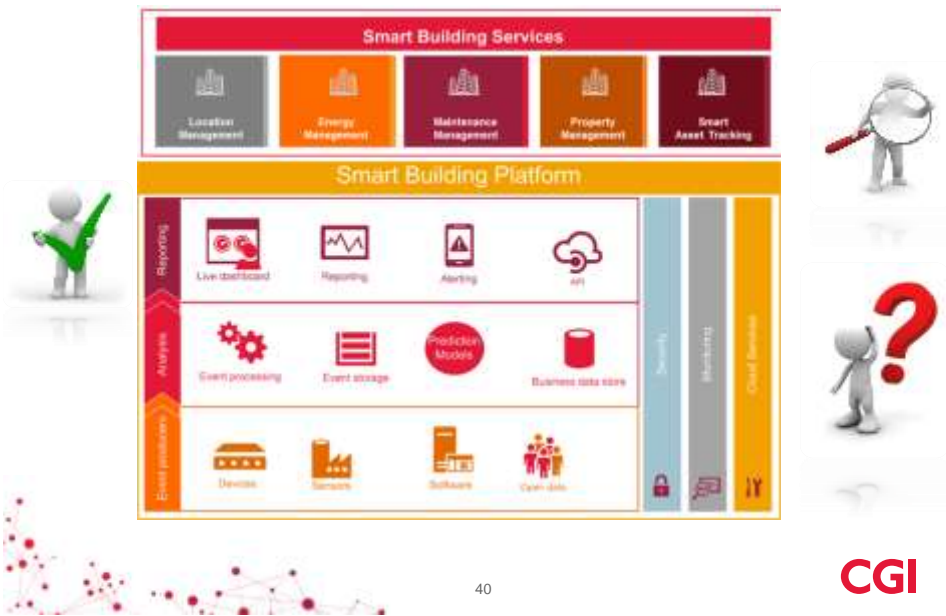 Smart Building Services
Location
Management
Energy
Management
Maintenance
Management
Property
Management
Smart
Asset Tracking
Smart Building Platform
Reporting
Live dashboard
Reporting
Alerting
API
Analysis
Event processing
Event storage
Prediction
Models
Business data store
Event producers
Devices
Sensors
Software
Open data
Security
Monitoring
Cloud Service
40
CGI